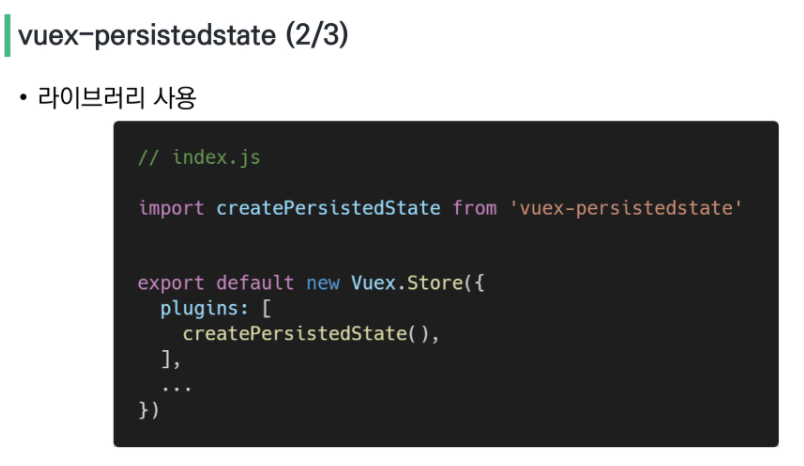 vuex-persistedstate (2/3)
• 라이브러리 사용
// index.js
import createPersistedState from 'vuex-persistedstate'
export default new Vuex.Store({
  plugins: [
    createPersistedState(),
  ],
  ...
})